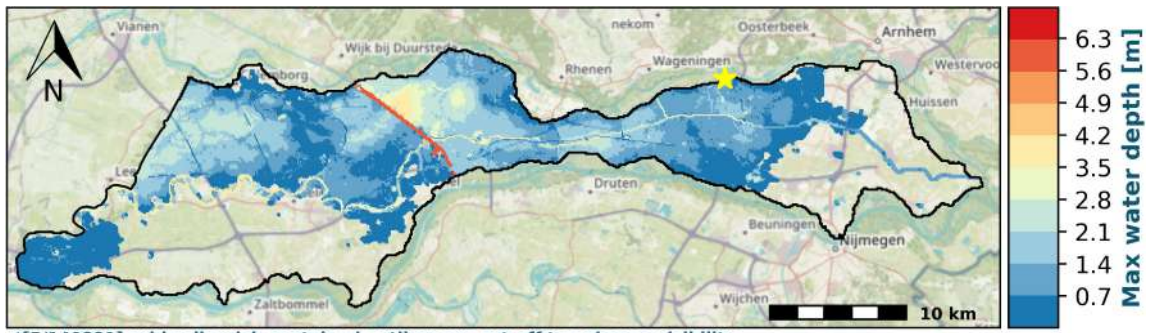 Vianen
nekom
Oosterbeek
Arnhem
Wijk bij Duurstede
Wageningen
Rhenen
Westervoo
Huissen
N
Druten
Beuningen
Nijmegen
Wijchen
Zaltbommel
10 km
6.3
5.6
4.9
4.2
3.5
2.8
2.1
1.4
0.7
Max water depth [m]